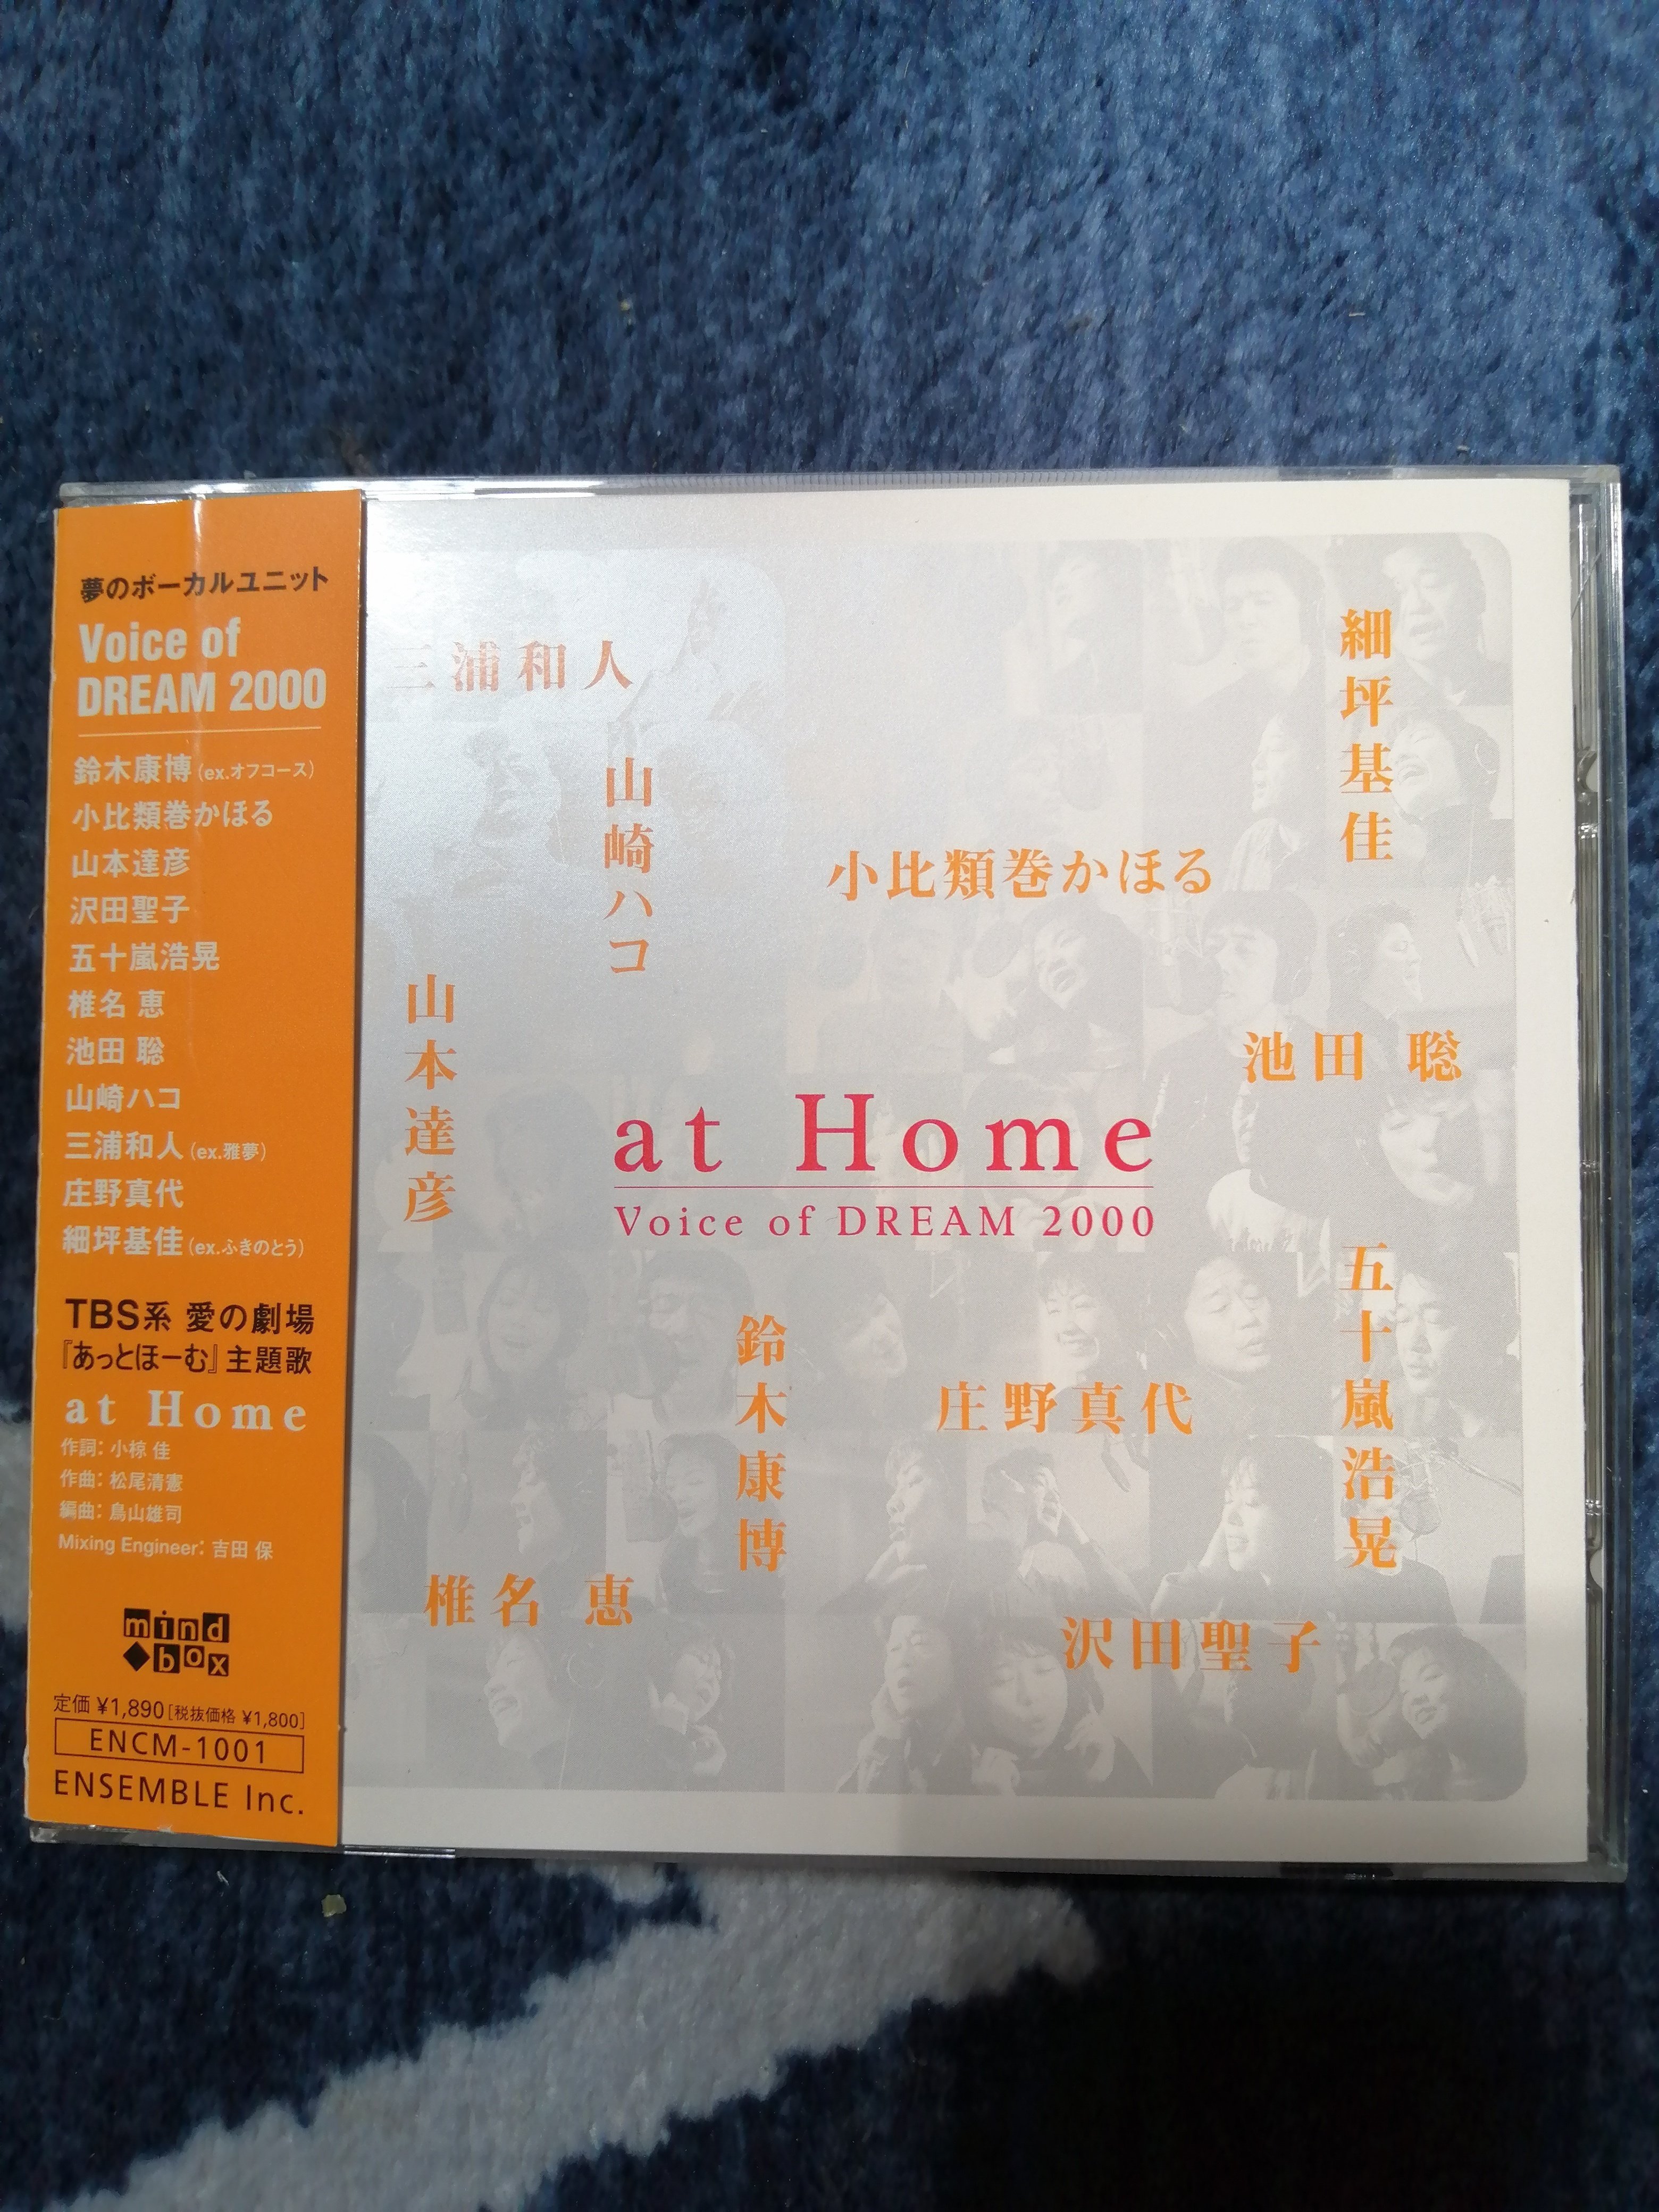 夢のボーカルユニット
Voice of
DREAM 2000
鈴木康博(ex.オフコース)
小比類巻かほる
山本達彦
沢田聖子
五十嵐浩晃
椎名 恵
池田 聡
山崎ハコ
三浦和人(ex.雅夢)
庄野真代
細坪基佳(ex.ふきのとう)
TBS系 愛の劇場
『あっとほーむ』主題歌
at Home
作詞: 小椋 佳
作曲: 松尾清憲
編曲: 鳥山雄司
Mixing Engineer: 吉田 保
mind
box
定価 ¥1,890[税抜価格 ¥1,800]
ENCM-1001
ENSEMBLE Inc.
三浦和人
細坪基佳
山崎ハコ
小比類巻かほる
山本達彦
池田 聡
at Home
Voice of DREAM 2000
五十嵐浩晃
鈴木康博
庄野真代
椎名 恵
沢田聖子